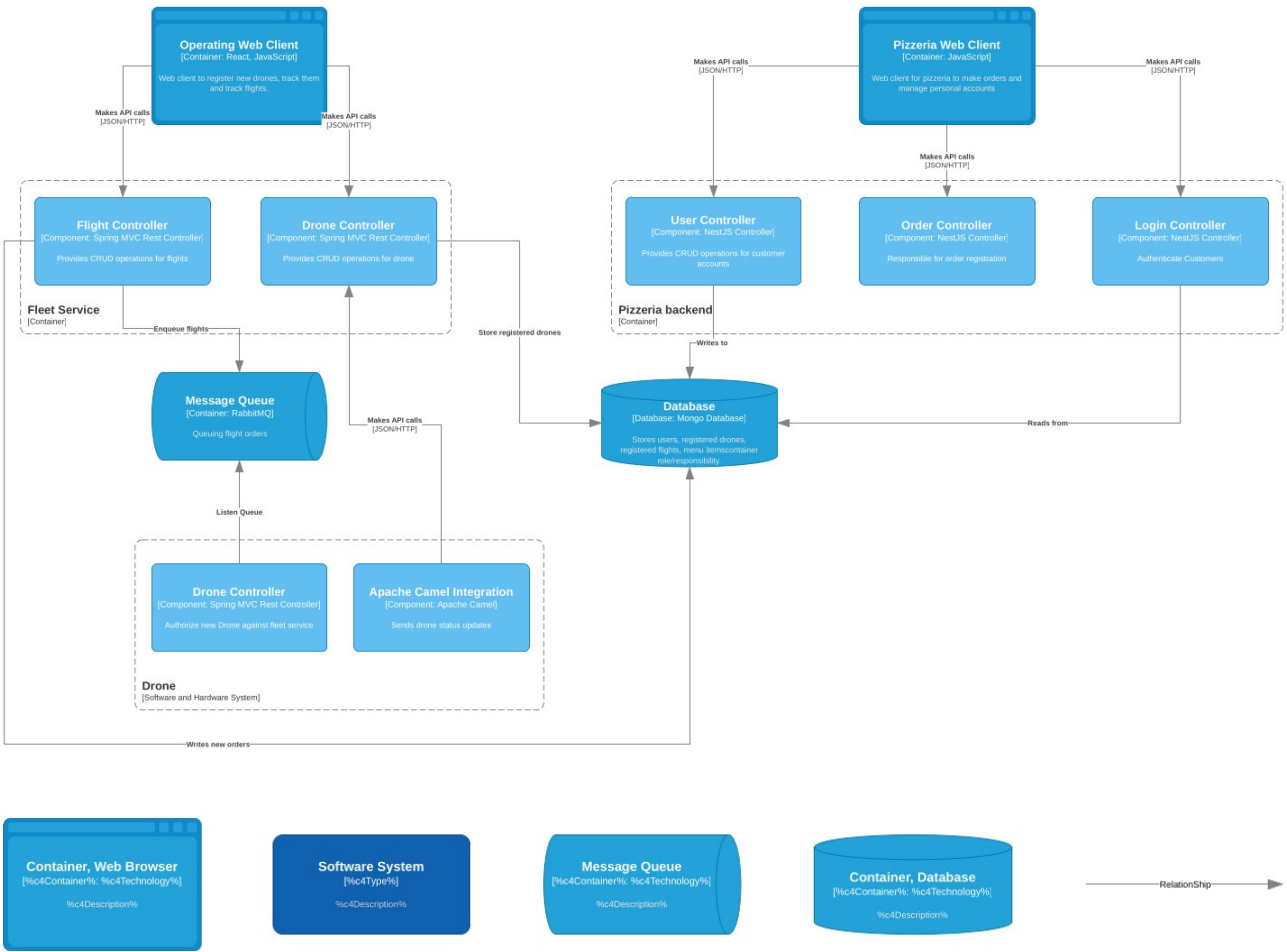 Operating Web Client
[Container: React, JavaScript]
Web client to register new drones, track them
and track flights.
Pizzeria Web Client
[Container: JavaScript]
Web client for pizzeria to make orders and
manage personal accounts
Makes API calls
[JSON/HTTP]
Makes API calls
[JSON/HTTP]
Makes API calls
[JSON/HTTP]
Makes API calls
[JSON/HTTP]
Makes API calls
[JSON/HTTP]
Flight Controller
[Component: Spring MVC Rest Controller]
Provides CRUD operations for flights
Drone Controller
[Component: Spring MVC Rest Controller]
Provides CRUD operations for drone
Fleet Service
[Container]
User Controller
[Component: NestJS Controller]
Provides CRUD operations for customer
accounts
Order Controller
[Component: NestJS Controller]
Responsible for order registration
Login Controller
[Component: NestJS Controller]
Authenticate Customers
Pizzeria backend
[Container]
Enqueue flights
Store registered drones
Writes to
Message Queue
[Container: RabbitMQ]
Queuing flight orders
Makes API calls
[JSON/HTTP]
Database
[Database: Mongo Database]
Stores users, registered drones,
registered flights, menu itemscontainer
role/responsibility.
Reads from
Listen Queue
Drone Controller
[Component: Spring MVC Rest Controller]
Authorize new Drone against fleet service
Apache Camel Integration
[Component: Apache Camel]
Sends drone status updates
Drone
[Software and Hardware System]
Writes new orders
Container, Web Browser
[%c4Container%: %c4Technology%]
%c4Description%
Software System
[%c4Type%]
%c4Description%
Message Queue
[%c4Container%: %c4Technology%]
%c4Description%
Container, Database
[%c4Container%: %c4Technology%]
%c4Description%
RelationShip